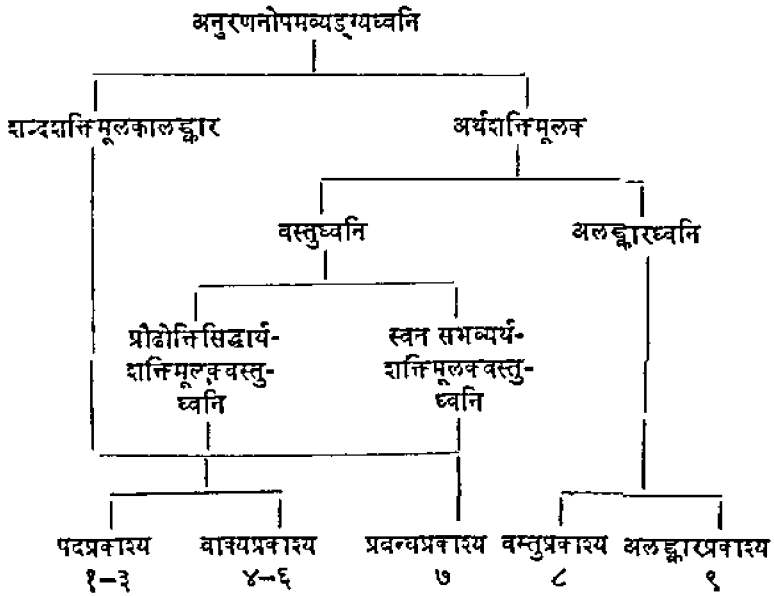 अनुरणनोपमव्यङ्ग्यध्वनि
शब्दशक्तिमूलकालङ्कार अर्थशक्तिमूलक
वस्तुध्वनि अलङ्कारध्वनि
प्रौढोक्तिसिद्धार्थ- स्वत सभव्यर्थ-
शक्तिमूलकवस्तु- शक्तिमूलकवस्तु-
ध्वनि ध्वनि
पदप्रकाश्य वाक्यप्रकाश्य प्रबन्धप्रकाश्य वस्तुप्रकाश्य अलङ्कारप्रकाश्य
१-३ ४-६ ७ ८ ९